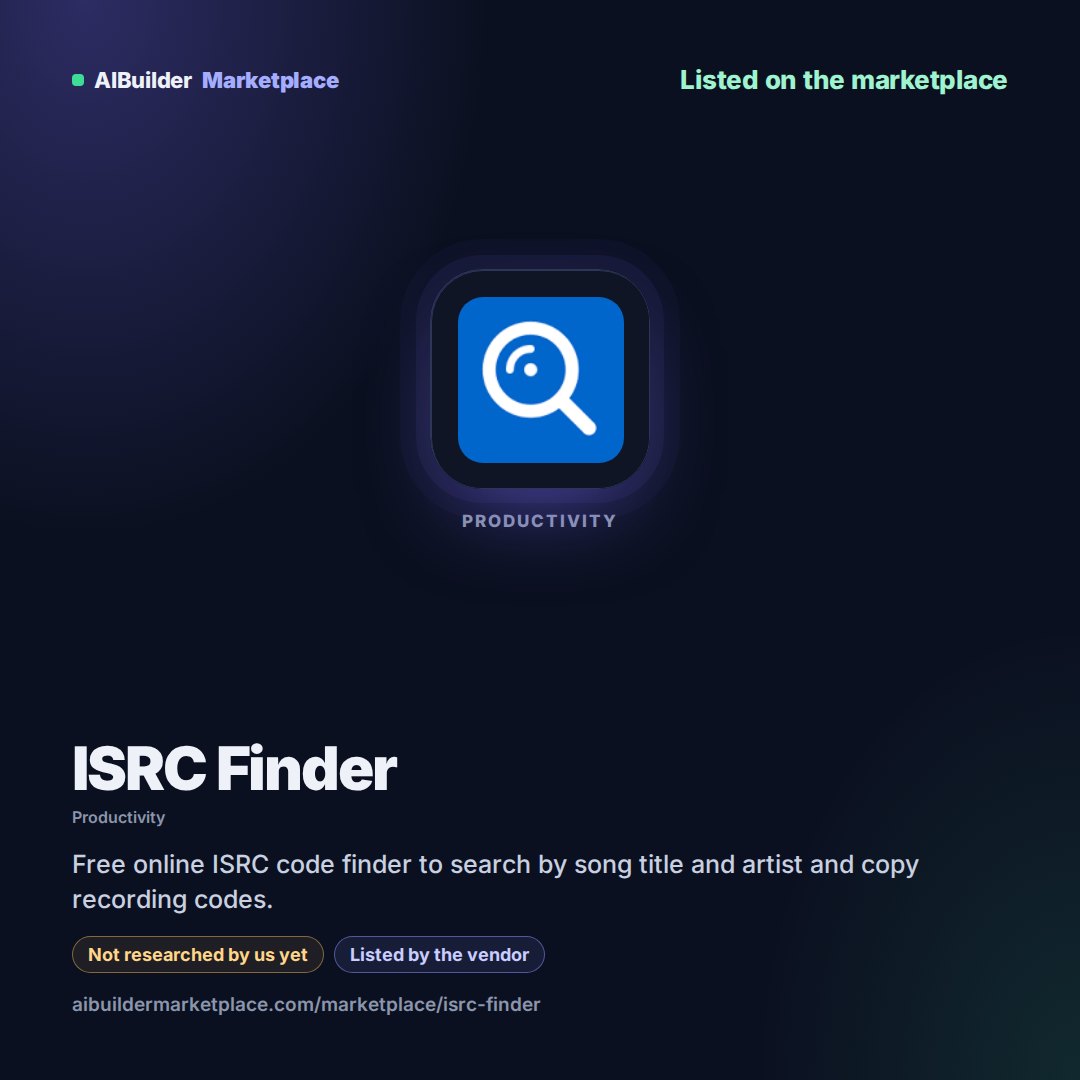 AIBuilder Marketplace
Listed on the marketplace
PRODUCTIVITY
ISRC Finder
Productivity
Free online ISRC code finder to search by song title and artist and copy
recording codes.
Not researched by us yet
Listed by the vendor
aibuildermarketplace.com/marketplace/isrc-finder